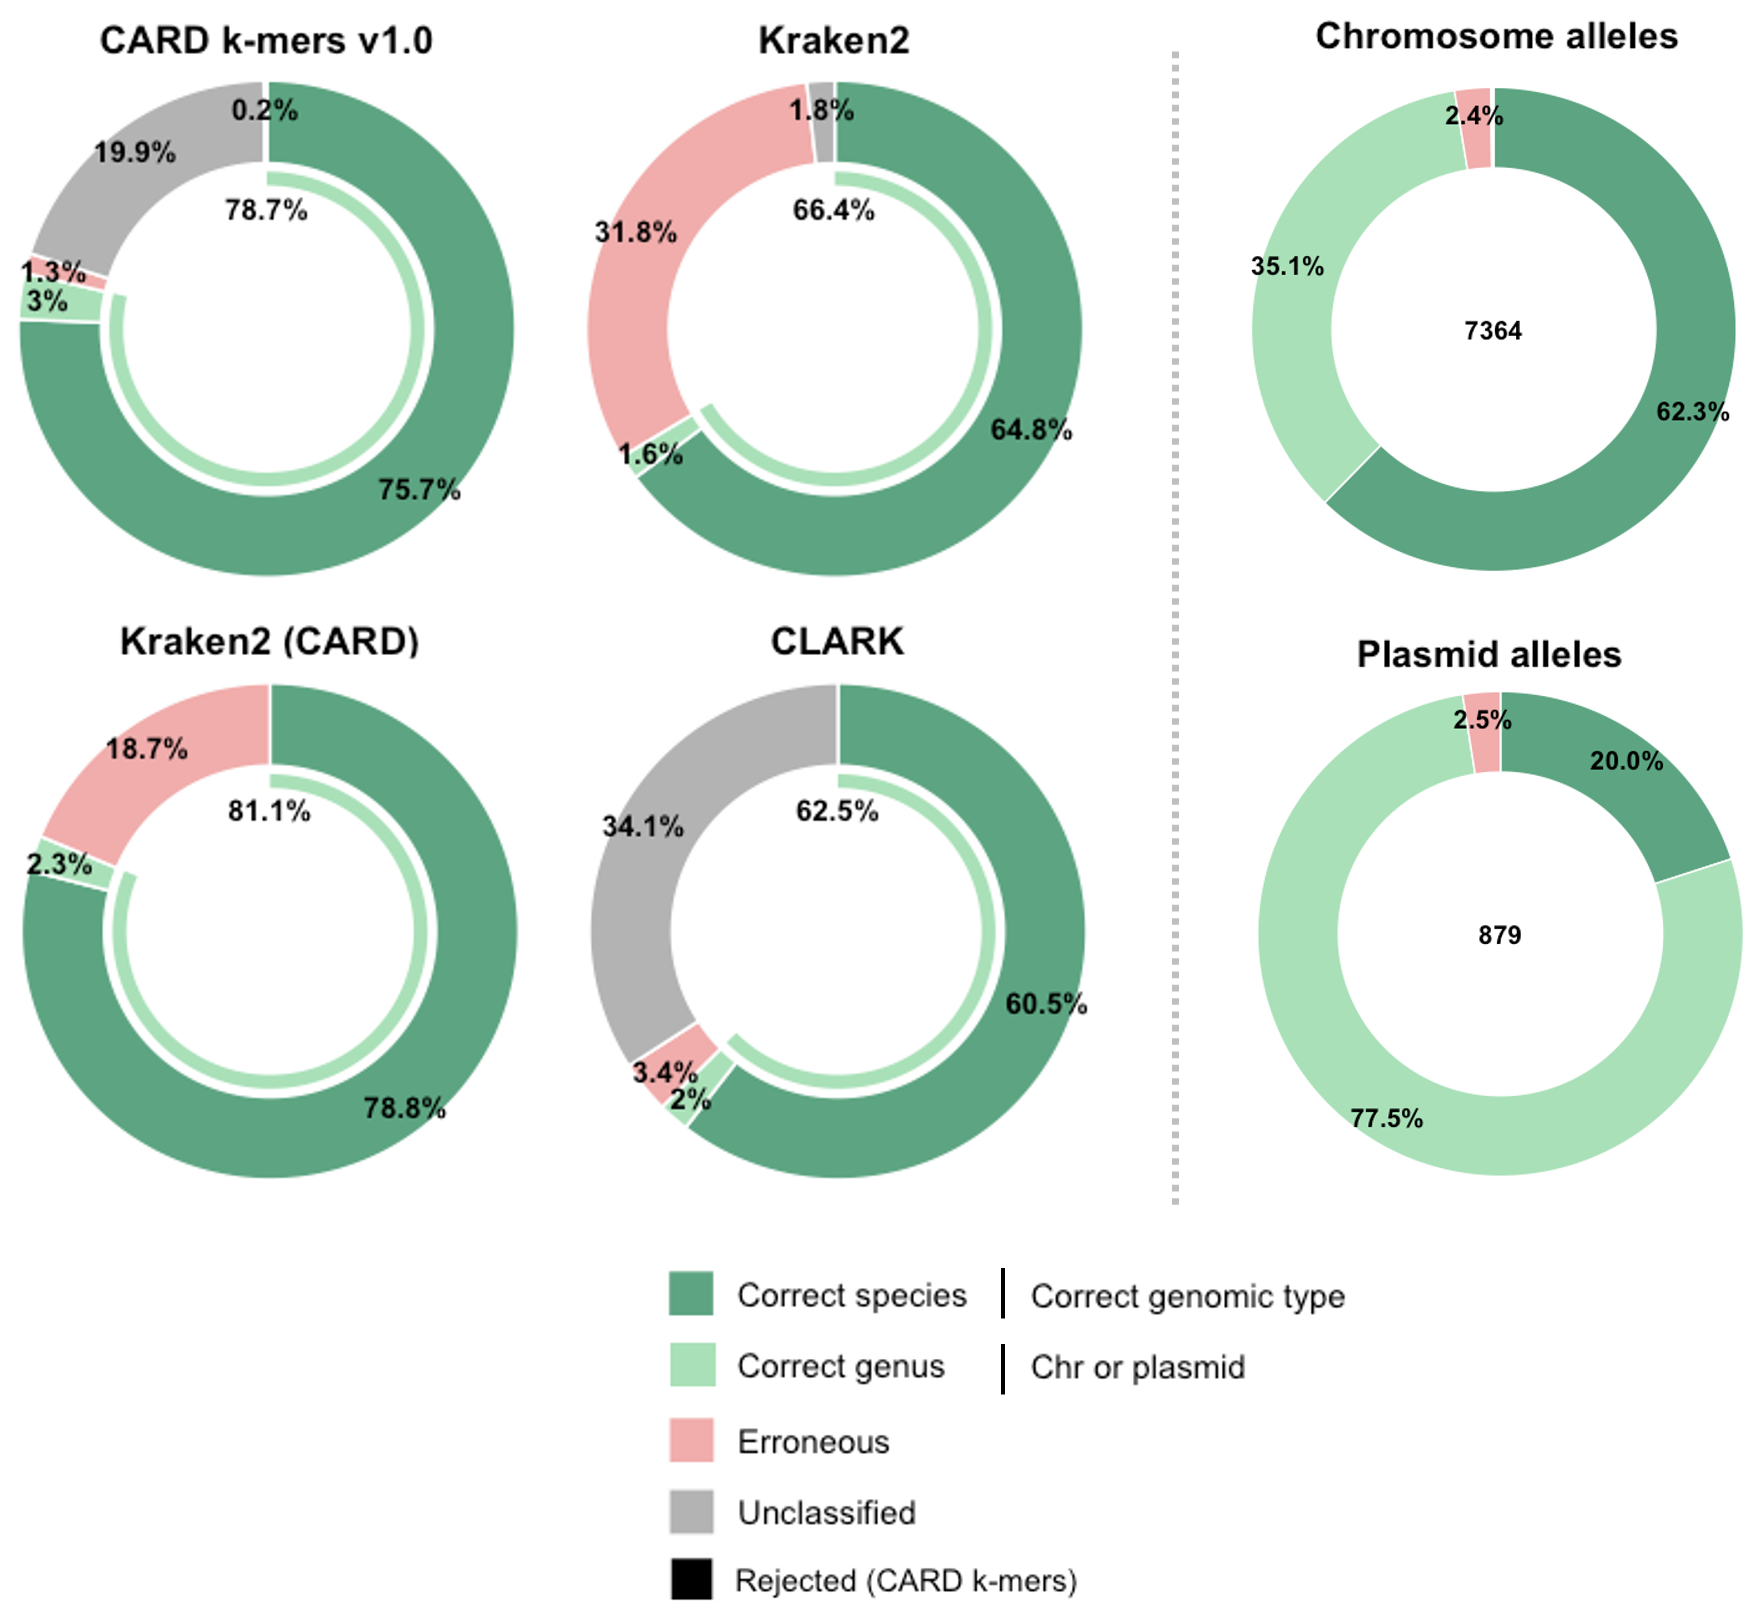 CARD k-mers v1.0
0.2%
19.9%
78.7%
1.3%
3%
75.7%
Kraken2
1.8%
66.4%
31.8%
64.8%
1.6%
Chromosome alleles
2.4%
35.1%
7364
62.3%
Kraken2 (CARD)
18.7%
81.1%
2.3%
78.8%
CLARK
34.1%
62.5%
60.5%
3.4%
2%
Plasmid alleles
2.5%
20.0%
879
77.5%
Correct species | Correct genomic type
Correct genus | Chr or plasmid
Erroneous
Unclassified
Rejected (CARD k-mers)